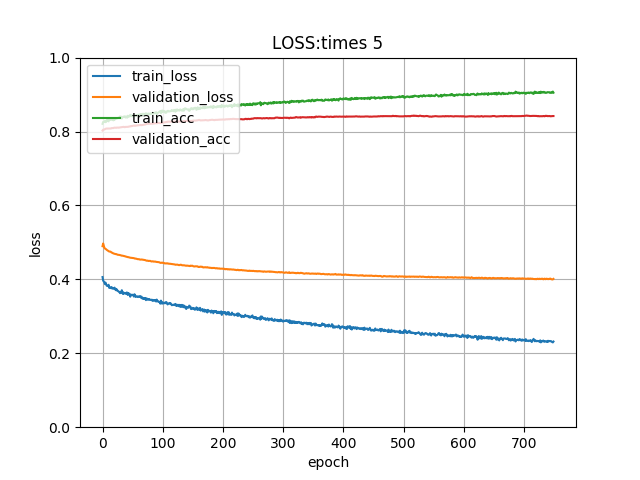 LOSS:times 5
1.0
0.8
0.6
0.4
0.2
0.0
loss
train_loss
validation_loss
train_acc
validation_acc
0 100 200 300 400 500 600 700
epoch